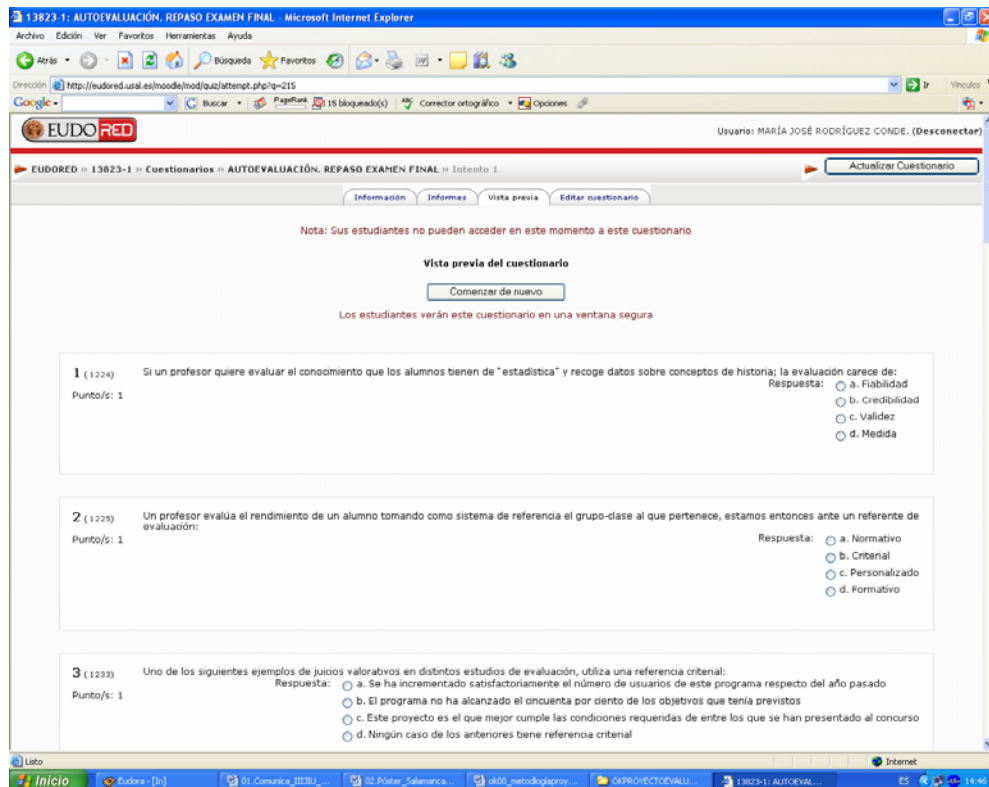 13823-1: AUTOEVALUACIÓN. REPASO EXAMEN FINAL - Microsoft Internet Explorer
Archivo Edición Ver Favoritos Herramientas Ayuda
Atrás Búsqueda Favoritos
Dirección http://eudored.usal.es/moodle/mod/quiz/attempt.php?q=215 Ir Vínculos
Google Buscar PageRank 15 bloqueado(s) Corrector ortográfico Opciones
EUDORED Usuario: MARÍA JOSÉ RODRÍGUEZ CONDE. (Desconectar)
EUDORED » 13823-1 » Cuestionarios » AUTOEVALUACIÓN. REPASO EXAMEN FINAL » Intento 1 Actualizar Cuestionario
Información Informes Vista previa Editar cuestionario
Nota: Sus estudiantes no pueden acceder en este momento a este cuestionario
Vista previa del cuestionario
Comenzar de nuevo
Los estudiantes verán este cuestionario en una ventana segura
1 (1224) Si un profesor quiere evaluar el conocimiento que los alumnos tienen de "estadística" y recoge datos sobre conceptos de historia; la evaluación carece de:
Punto/s: 1 Respuesta: a. Fiabilidad
b. Credibilidad
c. Validez
d. Medida
2 (1225) Un profesor evalúa el rendimiento de un alumno tomando como sistema de referencia el grupo-clase al que pertenece, estamos entonces ante un referente de
evaluación:
Punto/s: 1 Respuesta: a. Normativo
b. Criterial
c. Personalizado
d. Formativo
3 (1233) Uno de los siguientes ejemplos de juicios valorativos en distintos estudios de evaluación, utiliza una referencia criterial:
Punto/s: 1 Respuesta: a. Se ha incrementado satisfactoriamente el número de usuarios de este programa respecto del año pasado
b. El programa no ha alcanzado el cincuenta por ciento de los objetivos que tenía previstos
c. Este proyecto es el que mejor cumple las condiciones requeridas de entre los que se han presentado al concurso
d. Ningún caso de los anteriores tiene referencia criterial
Listo Internet
Inicio Eudora - [In] 01.Comunica_IIIJIU_... 02.Póster_Salamanca... ok00_metodlogíaproy... OKPROYECTOEVALU... 13823-1: AUTOEVAL... ES 14:46